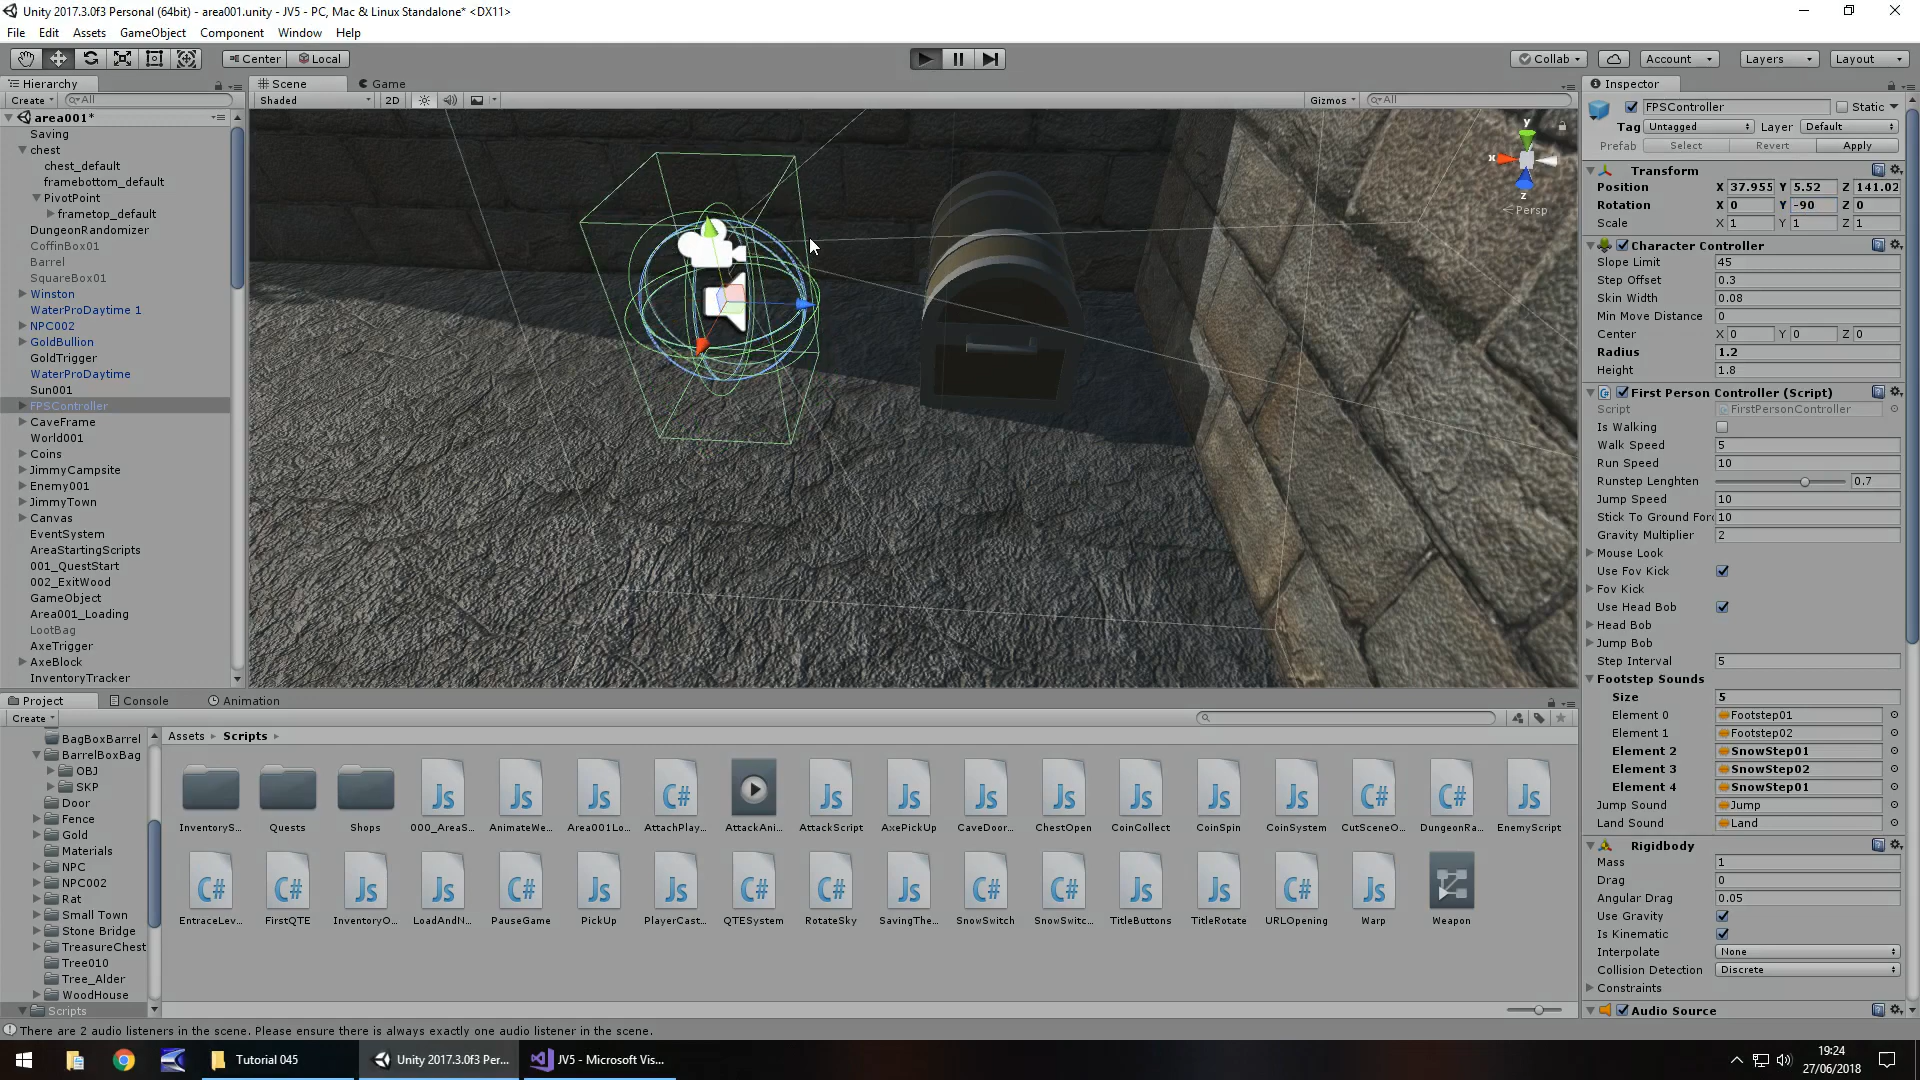 Unity 2017.3.0f3 Personal (64bit) - area001.unity - JV5 - PC, Mac & Linux Standalone* <DX11>
File Edit Assets GameObject Component Window Help
Center Local Collab Account Layers Layout
Hierarchy
Create All
area001*
Saving
chest
chest_default
framebottom_default
PivotPoint
frametop_default
DungeonRandomizer
CoffinBox01
Barrel
SquareBox01
Winston
WaterProDaytime 1
NPC002
GoldBullion
GoldTrigger
WaterProDaytime
Sun001
FPSController
CaveFrame
World001
Coins
JimmyCampsite
Enemy001
JimmyTown
Canvas
EventSystem
AreaStartingScripts
001_QuestStart
002_ExitWood
GameObject
Area001_Loading
LootBag
AxeTrigger
AxeBlock
InventoryTracker
Scene Game
Shaded 2D Gizmos All
y
x
z
Persp
Inspector
FPSController Static
Tag Untagged Layer Default
Prefab Select Revert Apply
Transform
Position X 37.955 Y 5.52 Z 141.02
Rotation X 0 Y -90 Z 0
Scale X 1 Y 1 Z 1
Character Controller
Slope Limit 45
Step Offset 0.3
Skin Width 0.08
Min Move Distance 0
Center X 0 Y 0 Z 0
Radius 1.2
Height 1.8
First Person Controller (Script)
Script FirstPersonController
Is Walking
Walk Speed 5
Run Speed 10
Runstep Lenghten 0.7
Jump Speed 10
Stick To Ground For 10
Gravity Multiplier 2
Mouse Look
Use Fov Kick
Fov Kick
Use Head Bob
Head Bob
Jump Bob
Step Interval 5
Footstep Sounds
Size 5
Element 0 Footstep01
Element 1 Footstep02
Element 2 SnowStep01
Element 3 SnowStep02
Element 4 SnowStep01
Jump Sound Jump
Land Sound Land
Rigidbody
Mass 1
Drag 0
Angular Drag 0.05
Use Gravity
Is Kinematic
Interpolate None
Collision Detection Discrete
Constraints
Audio Source
Project Console Animation
Create
BagBoxBarrel
BarrelBoxBag
OBJ
SKP
Door
Fence
Gold
Materials
NPC
NPC002
Rat
Small Town
Stone Bridge
TreasureChest
Tree010
Tree_Alder
WoodHouse
Scripts
Assets Scripts
InventoryS... Quests Shops 000_AreaS... AnimateWe... Area001Lo... AttachPlay... AttackAni... AttackScript AxePickUp CaveDoor... ChestOpen CoinCollect CoinSpin CoinSystem CutSceneO... DungeonRa... EnemyScript
EntraceLev... FirstQTE InventoryO... LoadAndN... PauseGame PickUp PlayerCast... QTESystem RotateSky SavingThe... SnowSwitch SnowSwitc... TitleButtons TitleRotate URLOpening Warp Weapon
There are 2 audio listeners in the scene. Please ensure there is always exactly one audio listener in the scene.
Tutorial 045 Unity 2017.3.0f3 Per... JV5 - Microsoft Vis...
19:24
27/06/2018